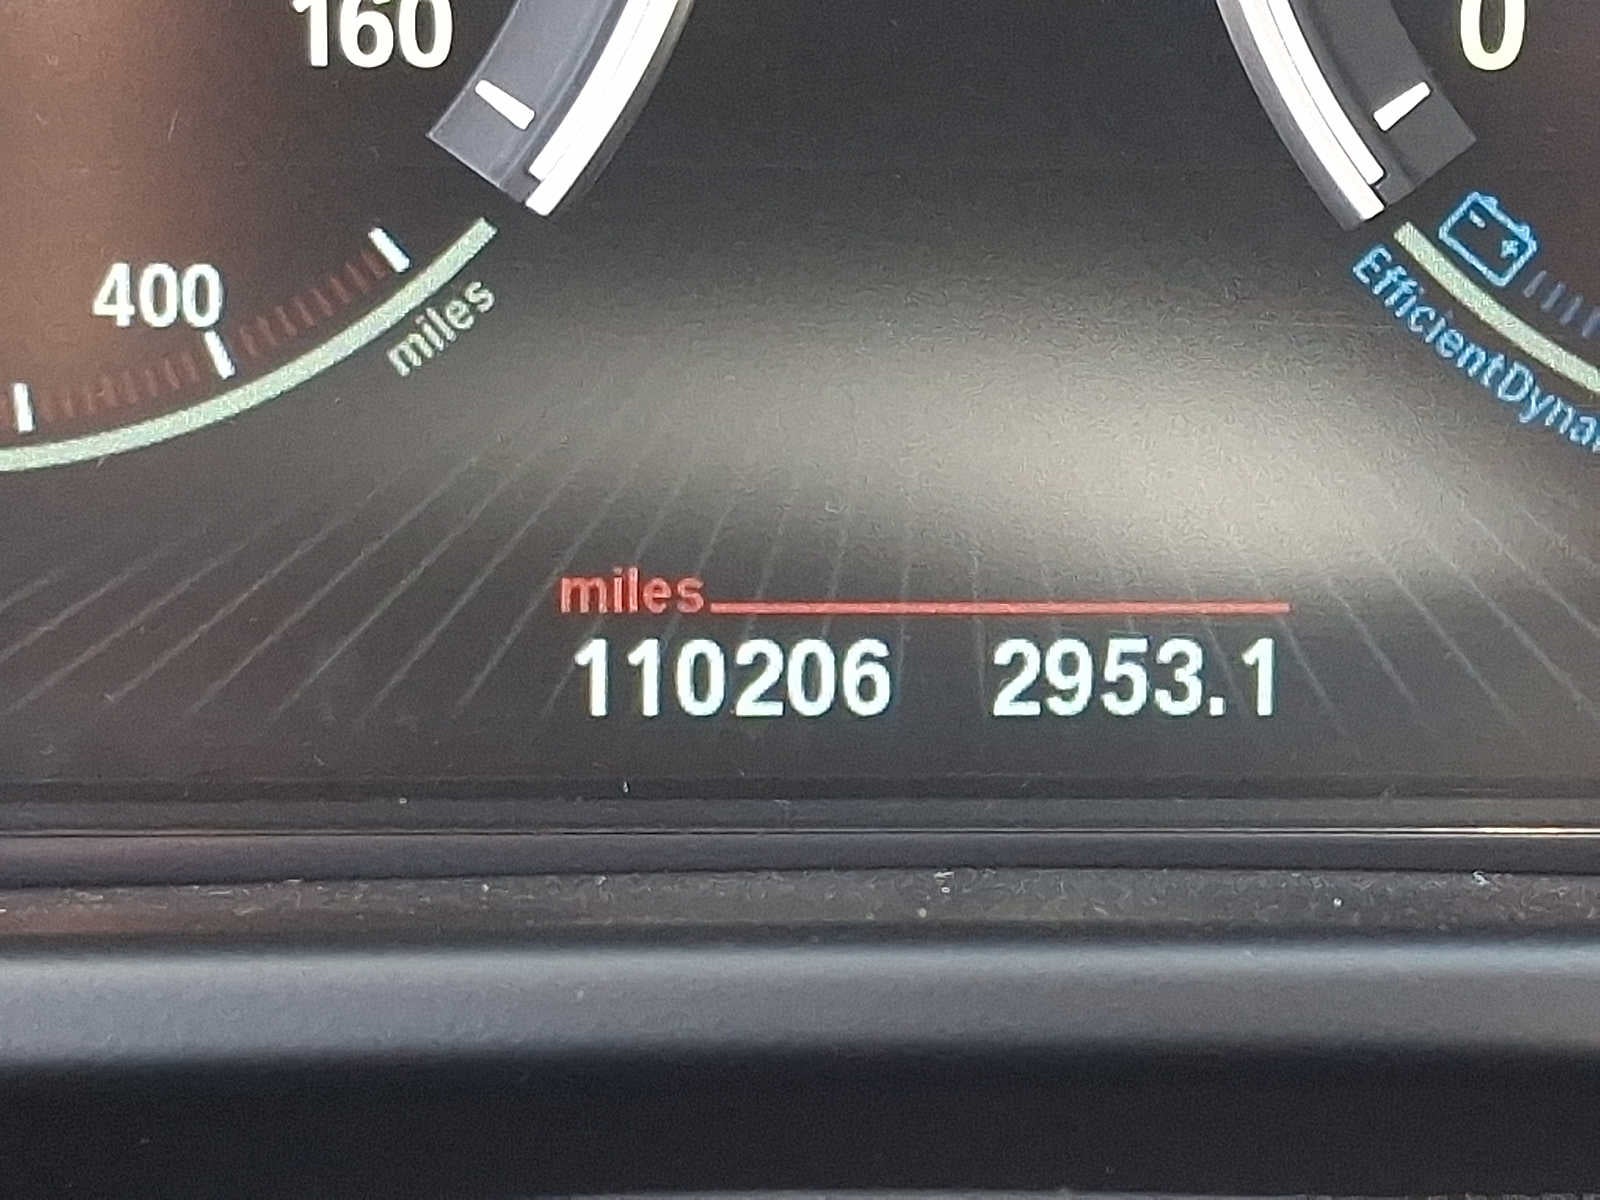 160
0
400
miles
EfficientDyna
miles
110206 2953.1